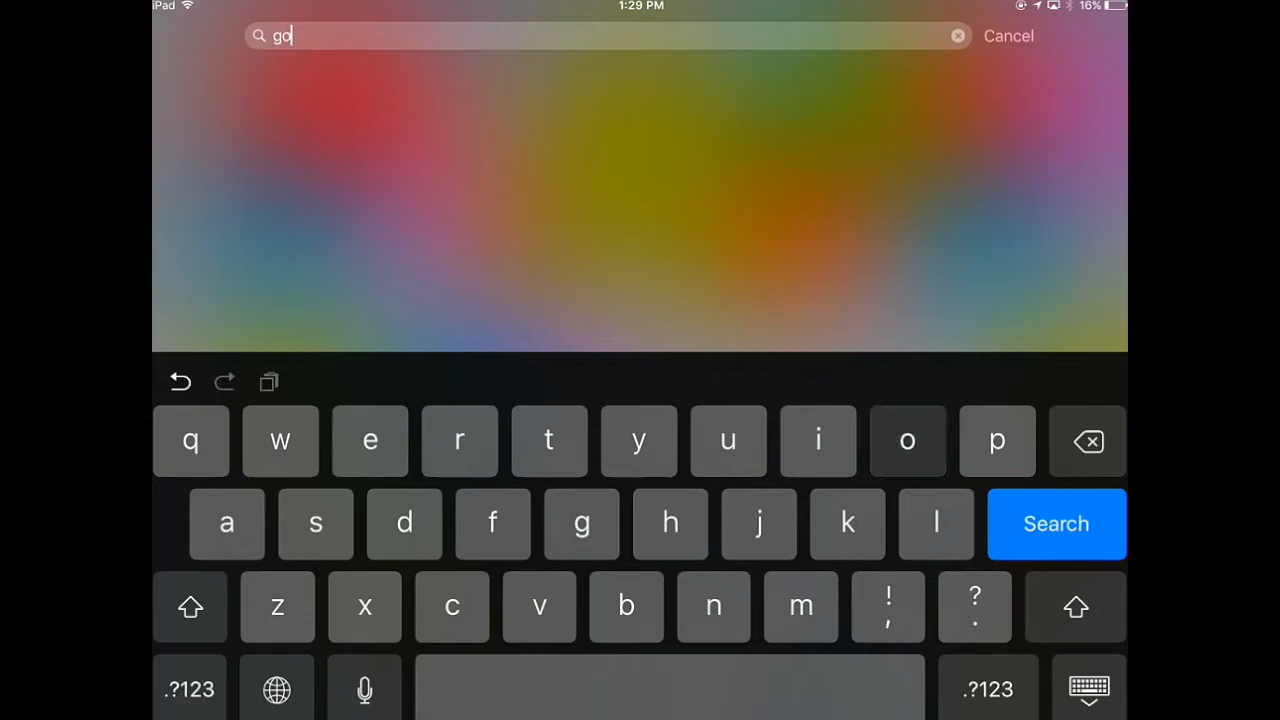 iPad 1:29 PM 16%
go Cancel
q w e r t y u i o p
a s d f g h j k l Search
z x c v b n m ! , ? .
.?123 .?123